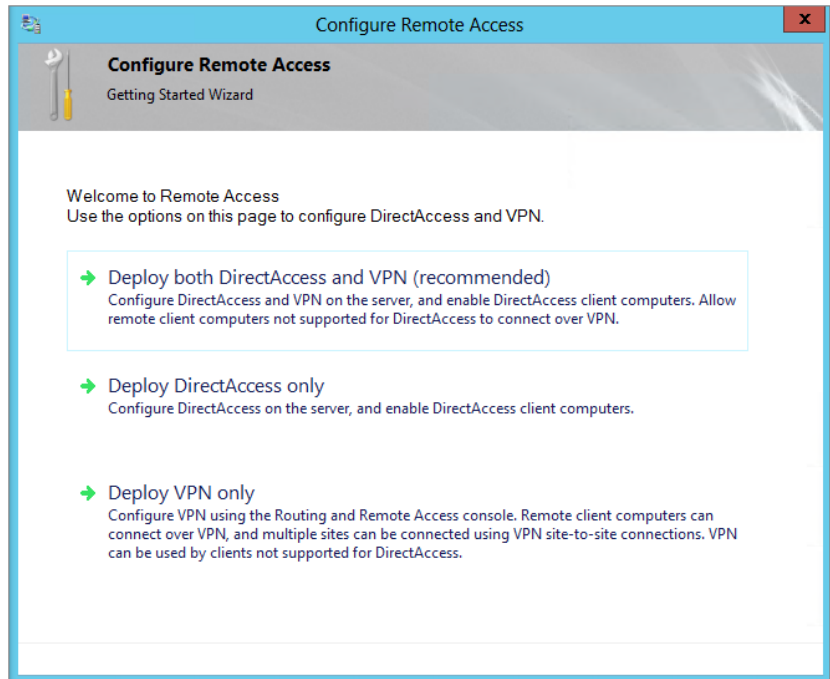 Configure Remote Access
x
Configure Remote Access
Getting Started Wizard
Welcome to Remote Access
Use the options on this page to configure DirectAccess and VPN.
Deploy both DirectAccess and VPN (recommended)
Configure DirectAccess and VPN on the server, and enable DirectAccess client computers. Allow
remote client computers not supported for DirectAccess to connect over VPN.
Deploy DirectAccess only
Configure DirectAccess on the server, and enable DirectAccess client computers.
Deploy VPN only
Configure VPN using the Routing and Remote Access console. Remote client computers can
connect over VPN, and multiple sites can be connected using VPN site-to-site connections. VPN
can be used by clients not supported for DirectAccess.